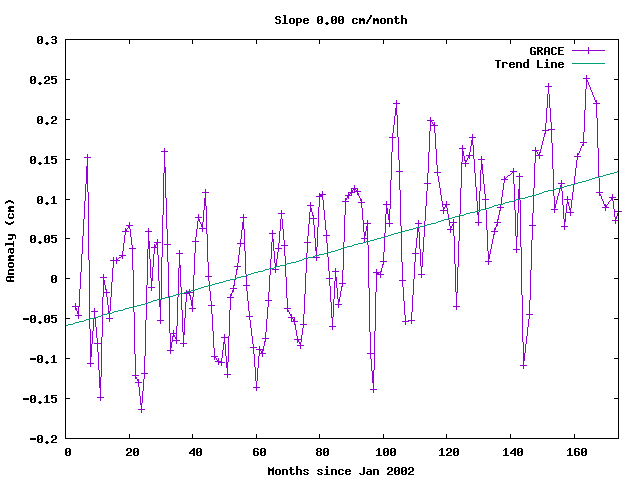 Slope 0.00 cm/month
GRACE
Trend Line
0.3
0.25
0.2
0.15
0.1
0.05
0
-0.05
-0.1
-0.15
-0.2
Anomaly (cm)
0 20 40 60 80 100 120 140 160
Months since Jan 2002